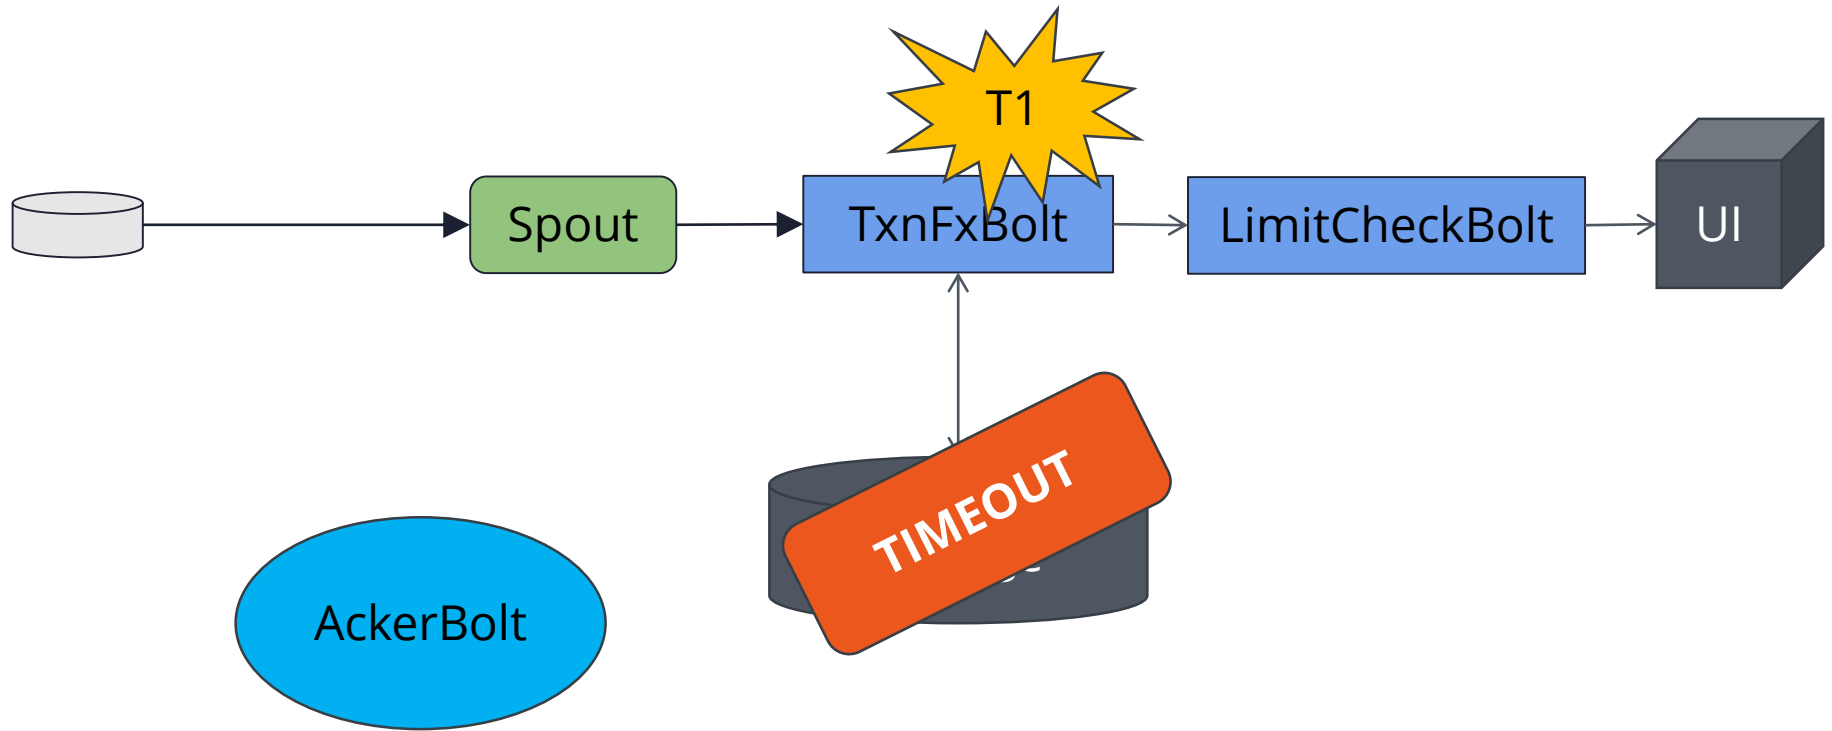 T1
Spout
TxnFxBolt
LimitCheckBolt
UI
TIMEOUT
AckerBolt